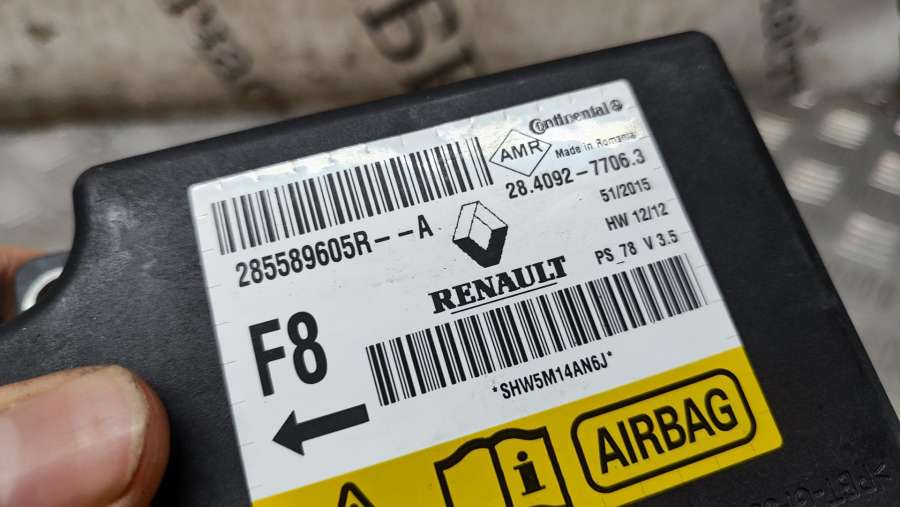 Continental
AMR
Made in Romania
28.4092-7706.3
51/2015
HW 12/12
PS_78 V 3.5
285589605R--A
RENAULT
F8
*SHW5M14AN6J*
i
AIRBAG